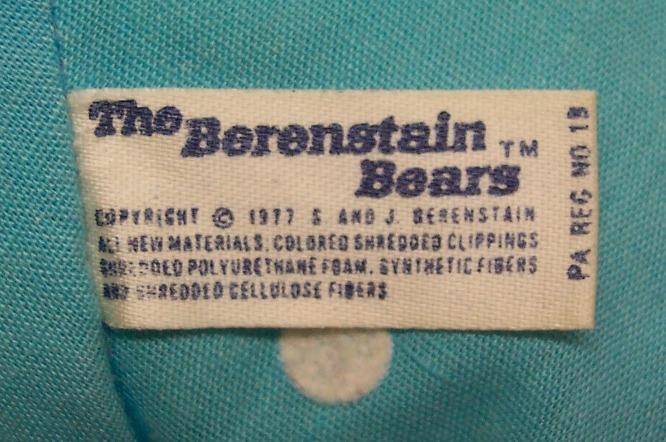 The Berenstain Bears ™
COPYRIGHT © 1977 S. AND J. BERENSTAIN
ALL NEW MATERIALS, COLORED SHREDDED CLIPPINGS
SHREDDED POLYURETHANE FOAM, SYNTHETIC FIBERS
AND SHREDDED CELLULOSE FIBERS
PA REG NO 19